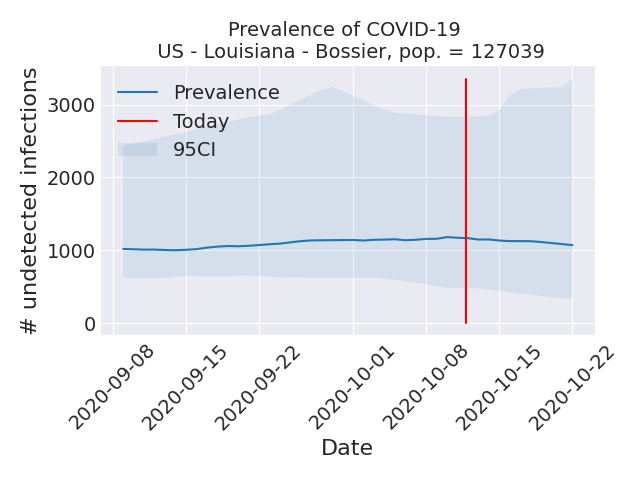 Prevalence of COVID-19
US - Louisiana - Bossier, pop. = 127039
# undetected infections
3000
2000
1000
0
Prevalence
Today
95CI
2020-09-08
2020-09-15
2020-09-22
2020-10-01
2020-10-08
2020-10-15
2020-10-22
Date